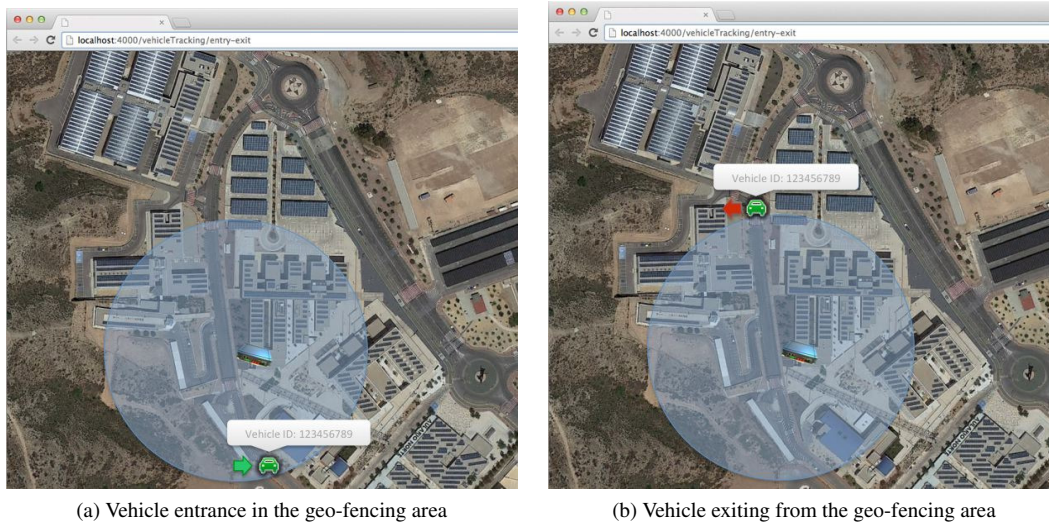 localhost:4000/vehicleTracking/entry-exit
Vehicle ID: 123456789
(a) Vehicle entrance in the geo-fencing area
localhost:4000/vehicleTracking/entry-exit
Vehicle ID: 123456789
(b) Vehicle exiting from the geo-fencing area